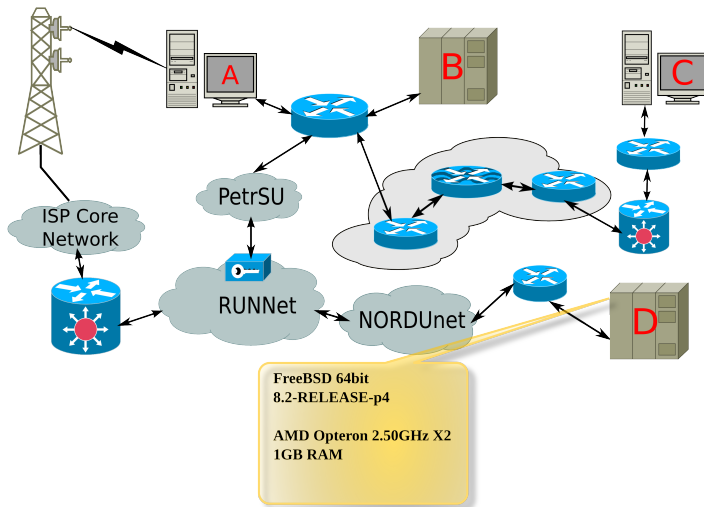 A
B
C
PetrSU
ISP Core
Network
RUNNet
NORDUnet
D
FreeBSD 64bit
8.2-RELEASE-p4
AMD Opteron 2.50GHz X2
1GB RAM